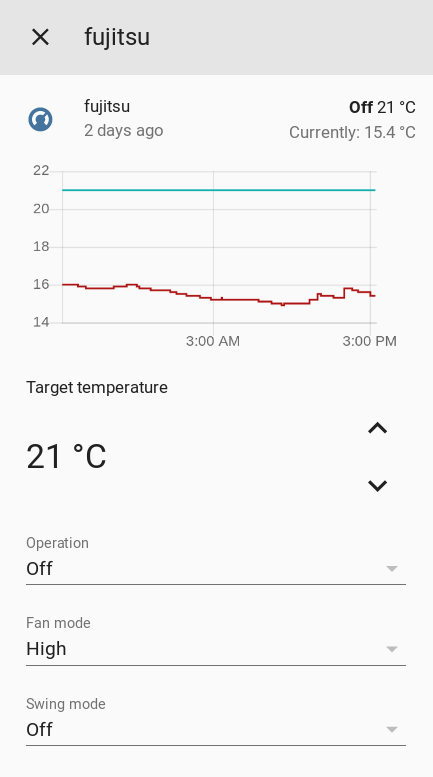 fujitsu
fujitsu
Off 21 °C
2 days ago
Currently: 15.4 °C
22
20
18
16
14
3:00 AM
3:00 PM
Target temperature
21 °C
Operation
Off
Fan mode
High
Swing mode
Off